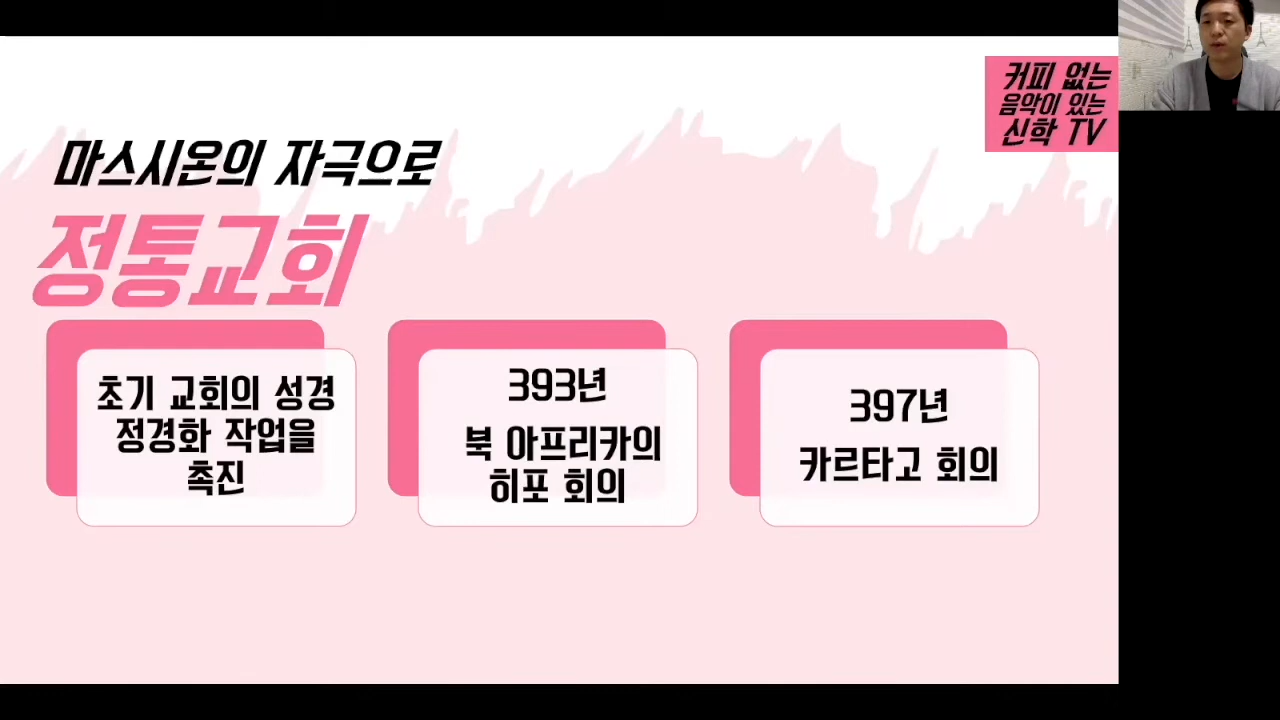 커피 없는
음악이 있는
신학 TV
마스시온의 자극으로
정통교회
초기 교회의 성경
정경화 작업을
촉진
393년
북 아프리카의
히포 회의
397년
카르타고 회의